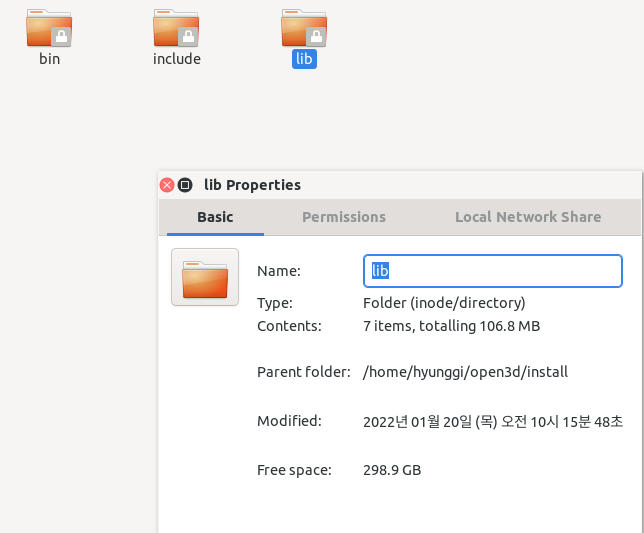 bin
include
lib
lib Properties
Basic
Permissions
Local Network Share
Name:
lib
Type:
Folder (inode/directory)
Contents:
7 items, totalling 106.8 MB
Parent folder:
/home/hyunggi/open3d/install
Modified:
2022년 01월 20일 (목) 오전 10시 15분 48초
Free space:
298.9 GB